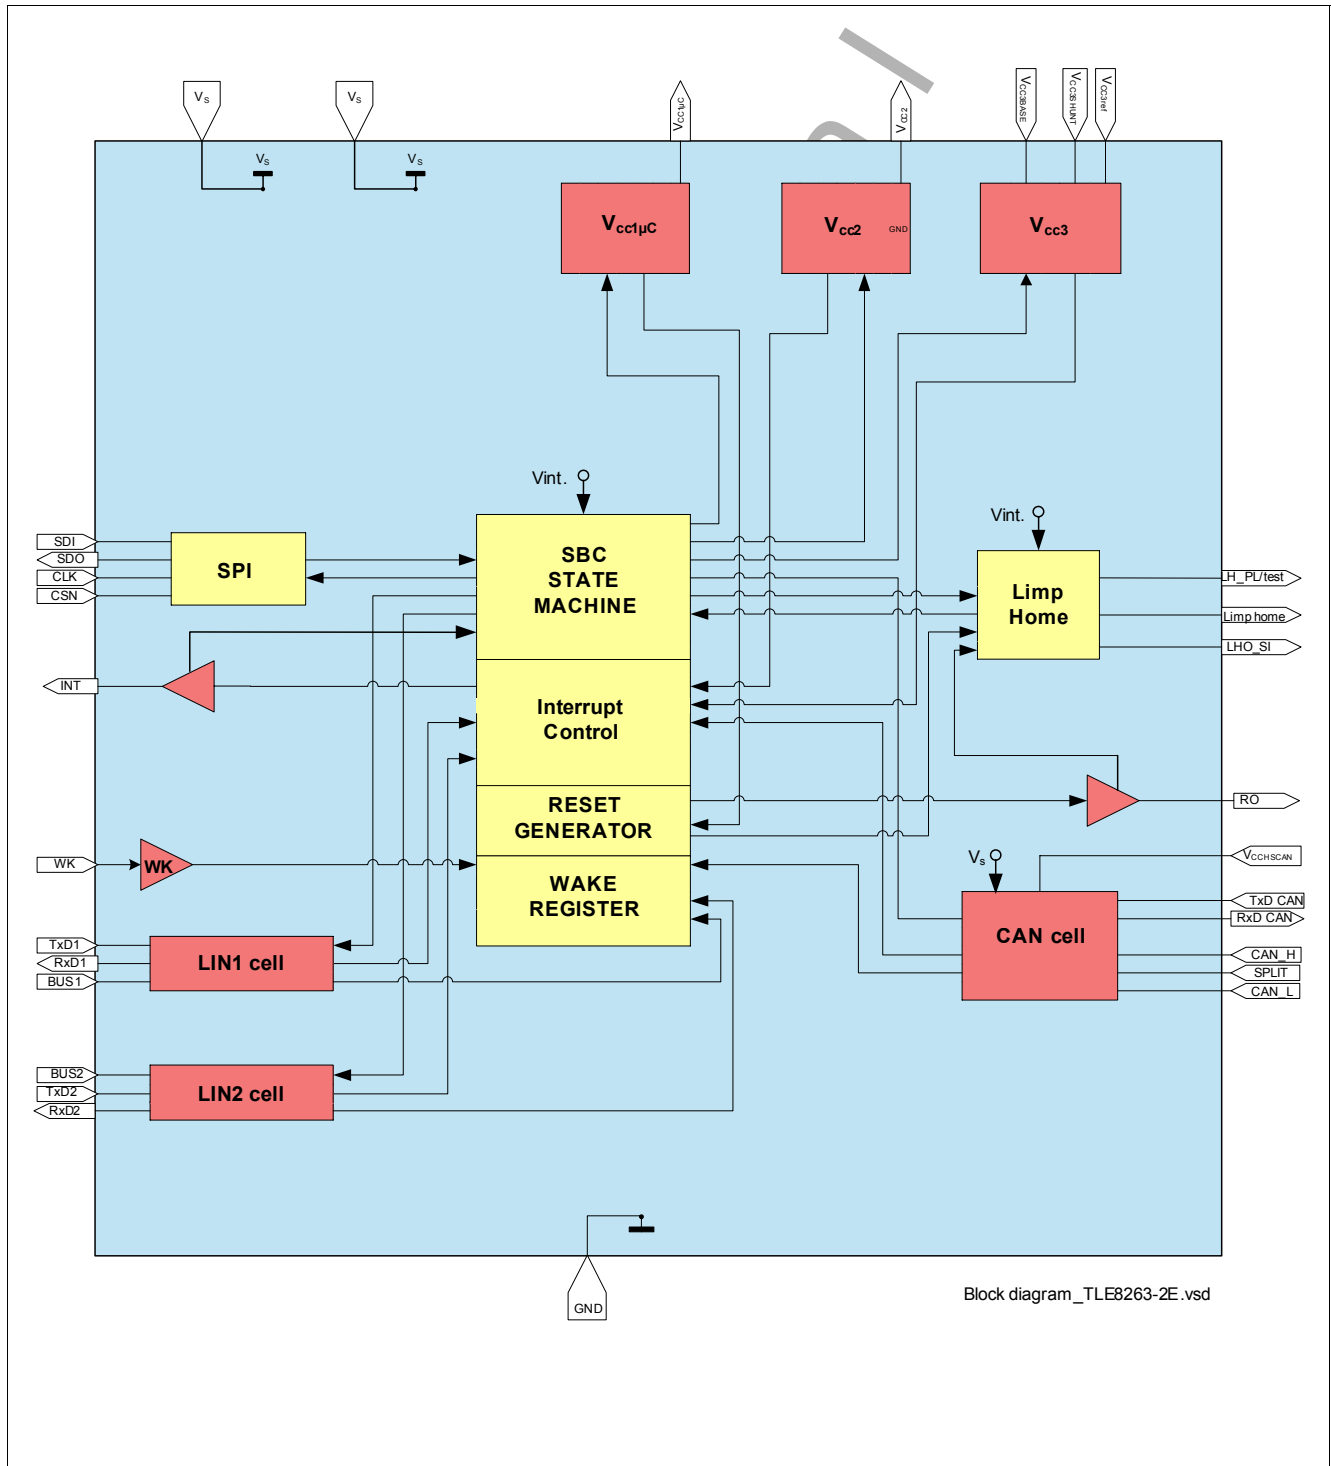 Vs
Vs
VCC1µC
VCC2
VCC3BASE
VCC3SHUNT
VCC3ref
Vs
Vs
Vcc1µC
Vcc2
GND
Vcc3
Vint.
Vint.
SDI
SDO
CLK
CSN
SPI
SBC
STATE
MACHINE
Limp
Home
LH_PL/test
Limp home
LHO_SI
INT
Interrupt
Control
RESET
GENERATOR
RO
WK
WK
WAKE
REGISTER
Vs
VCCHSCAN
TxD CAN
RxD CAN
CAN cell
CAN_H
SPLIT
CAN_L
TxD1
RxD1
BUS1
LIN1 cell
BUS2
TxD2
RxD2
LIN2 cell
GND
Block diagram_TLE8263-2E.vsd